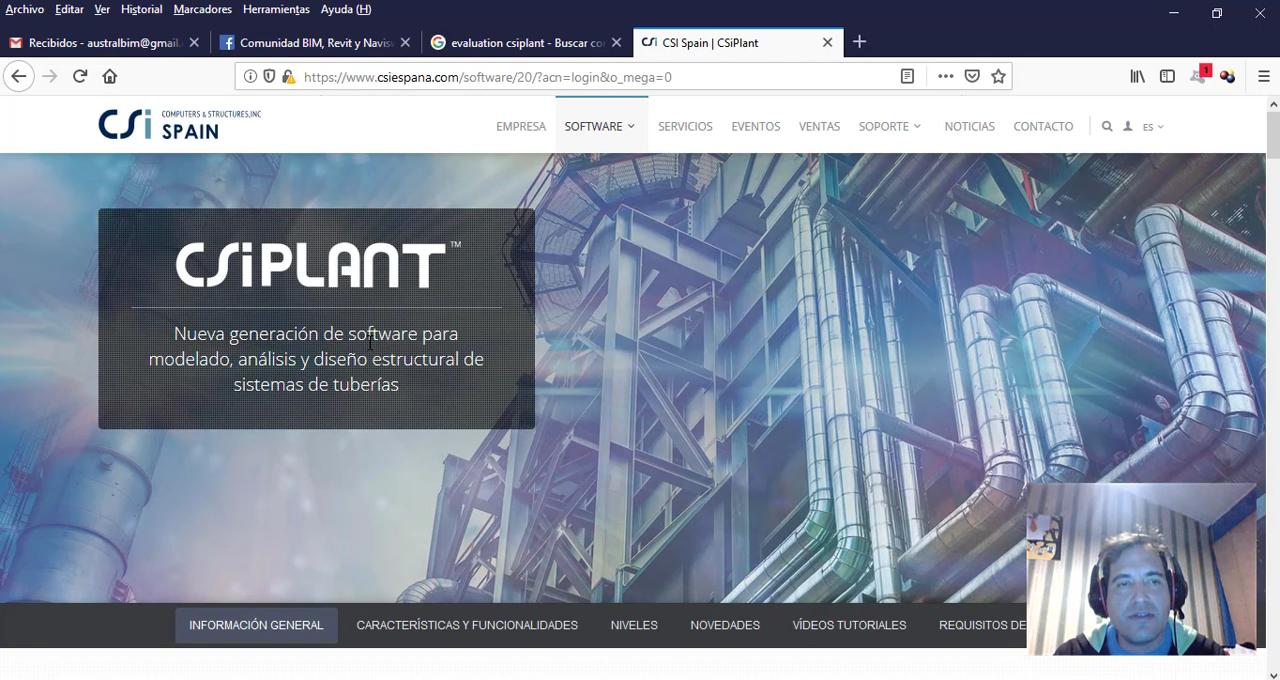 Archivo Editar Ver Historial Marcadores Herramientas Ayuda (H)
Recibidos - australbim@gmail.
Comunidad BIM, Revit y Navisw
evaluation csiplant - Buscar co
CSI Spain | CSiPlant
https://www.csiespana.com/software/20/?acn=login&o_mega=0
1
CSi COMPUTERS & STRUCTURES, INC
SPAIN
EMPRESA SOFTWARE SERVICIOS EVENTOS VENTAS SOPORTE NOTICIAS CONTACTO ES
CSiPLANT™
Nueva generación de software para
modelado, análisis y diseño estructural de
sistemas de tuberías
INFORMACIÓN GENERAL CARACTERÍSTICAS Y FUNCIONALIDADES NIVELES NOVEDADES VÍDEOS TUTORIALES REQUISITOS DE